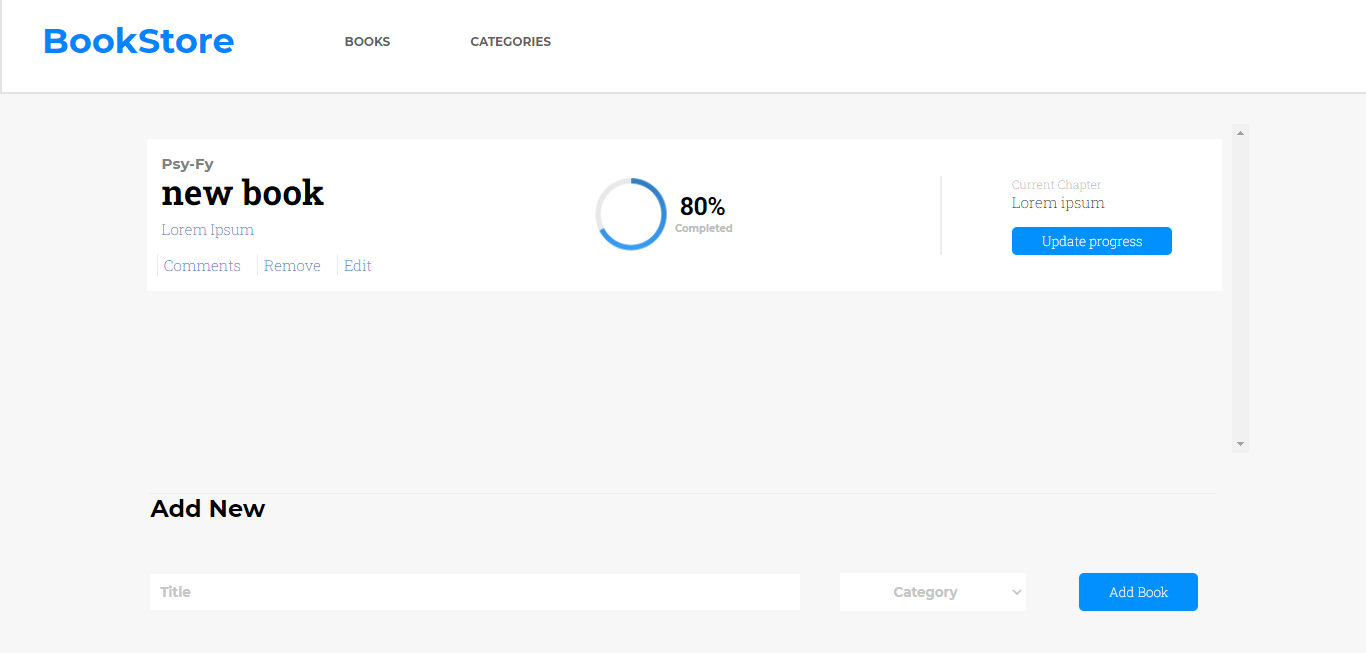 BookStore
BOOKS
CATEGORIES
Psy-Fy
new book
Lorem Ipsum
Comments
Remove
Edit
80%
Completed
Current Chapter
Lorem ipsum
Update progress
Add New
Title
Category
Add Book